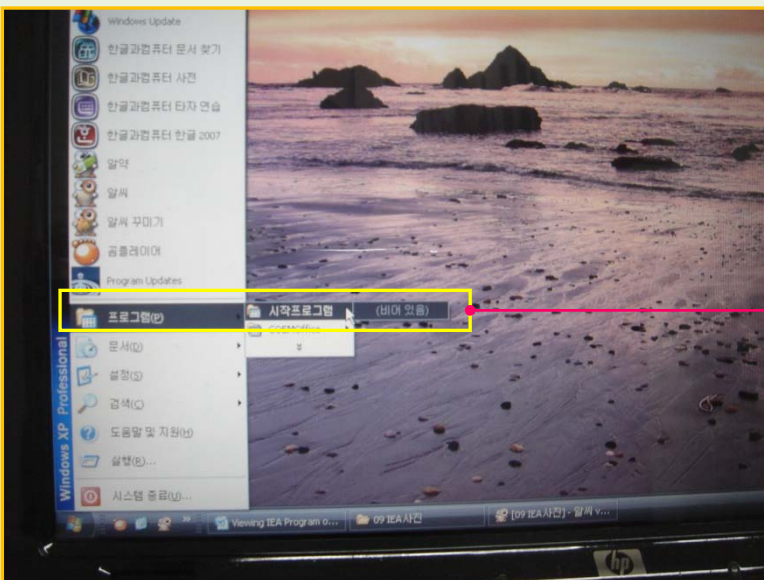 Windows Update
한글과컴퓨터 문서 찾기
한글과컴퓨터 사전
한글과컴퓨터 타자 연습
한글과컴퓨터 한글 2007
알약
알씨
알씨 꾸미기
곰플레이어
Program Updates
프로그램(P)
시작프로그램
(비어 있음)
문서(D)
설정(S)
검색(C)
도움말 및 지원(H)
실행(R)...
시스템 종료(U)...
Windows XP Professional
Viewing IEA Program o...
09 IEA사진
[09 IEA사진] - 알씨 v...
hp